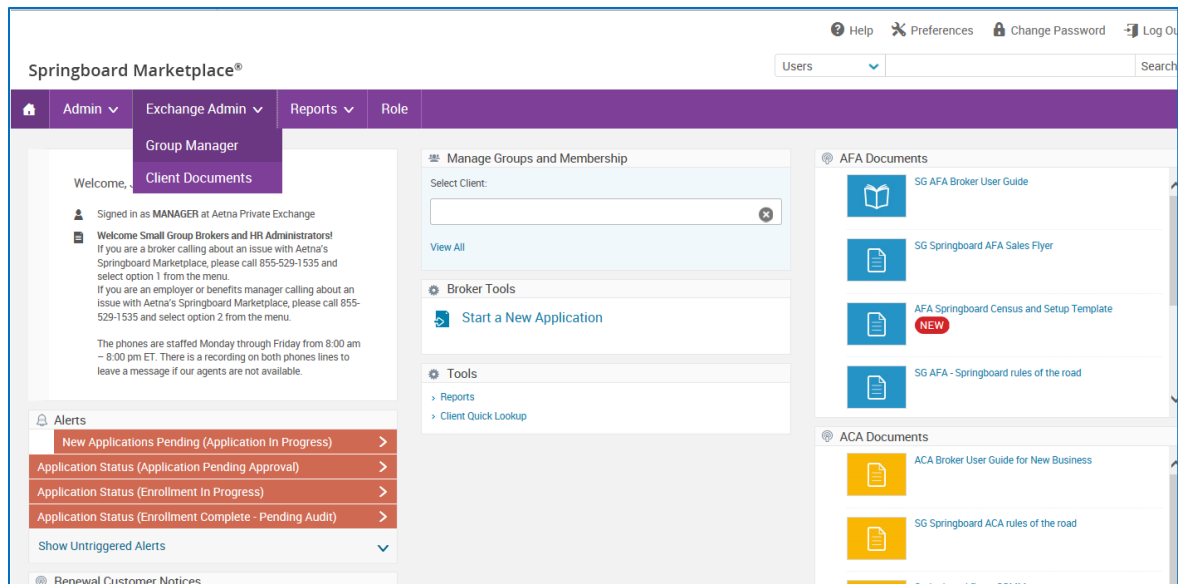 Help
Preferences
Change Password
Log Ou
Springboard Marketplace®
Users
Search
Admin
Exchange Admin
Reports
Role
Group Manager
Client Documents
Welcome, J
Signed in as MANAGER at Aetna Private Exchange
Welcome Small Group Brokers and HR Administrators!
If you are a broker calling about an issue with Aetna's
Springboard Marketplace, please call 855-529-1535 and
select option 1 from the menu.
If you are an employer or benefits manager calling about an
issue with Aetna's Springboard Marketplace, please call 855-
529-1535 and select option 2 from the menu.
The phones are staffed Monday through Friday from 8:00 am
– 8:00 pm ET. There is a recording on both phones lines to
leave a message if our agents are not available.
Alerts
New Applications Pending (Application In Progress)
Application Status (Application Pending Approval)
Application Status (Enrollment In Progress)
Application Status (Enrollment Complete - Pending Audit)
Show Untriggered Alerts
Renewal Customer Notices
Manage Groups and Membership
Select Client:
View All
Broker Tools
Start a New Application
Tools
Reports
Client Quick Lookup
AFA Documents
SG AFA Broker User Guide
SG Springboard AFA Sales Flyer
AFA Springboard Census and Setup Template
NEW
SG AFA - Springboard rules of the road
ACA Documents
ACA Broker User Guide for New Business
SG Springboard ACA rules of the road